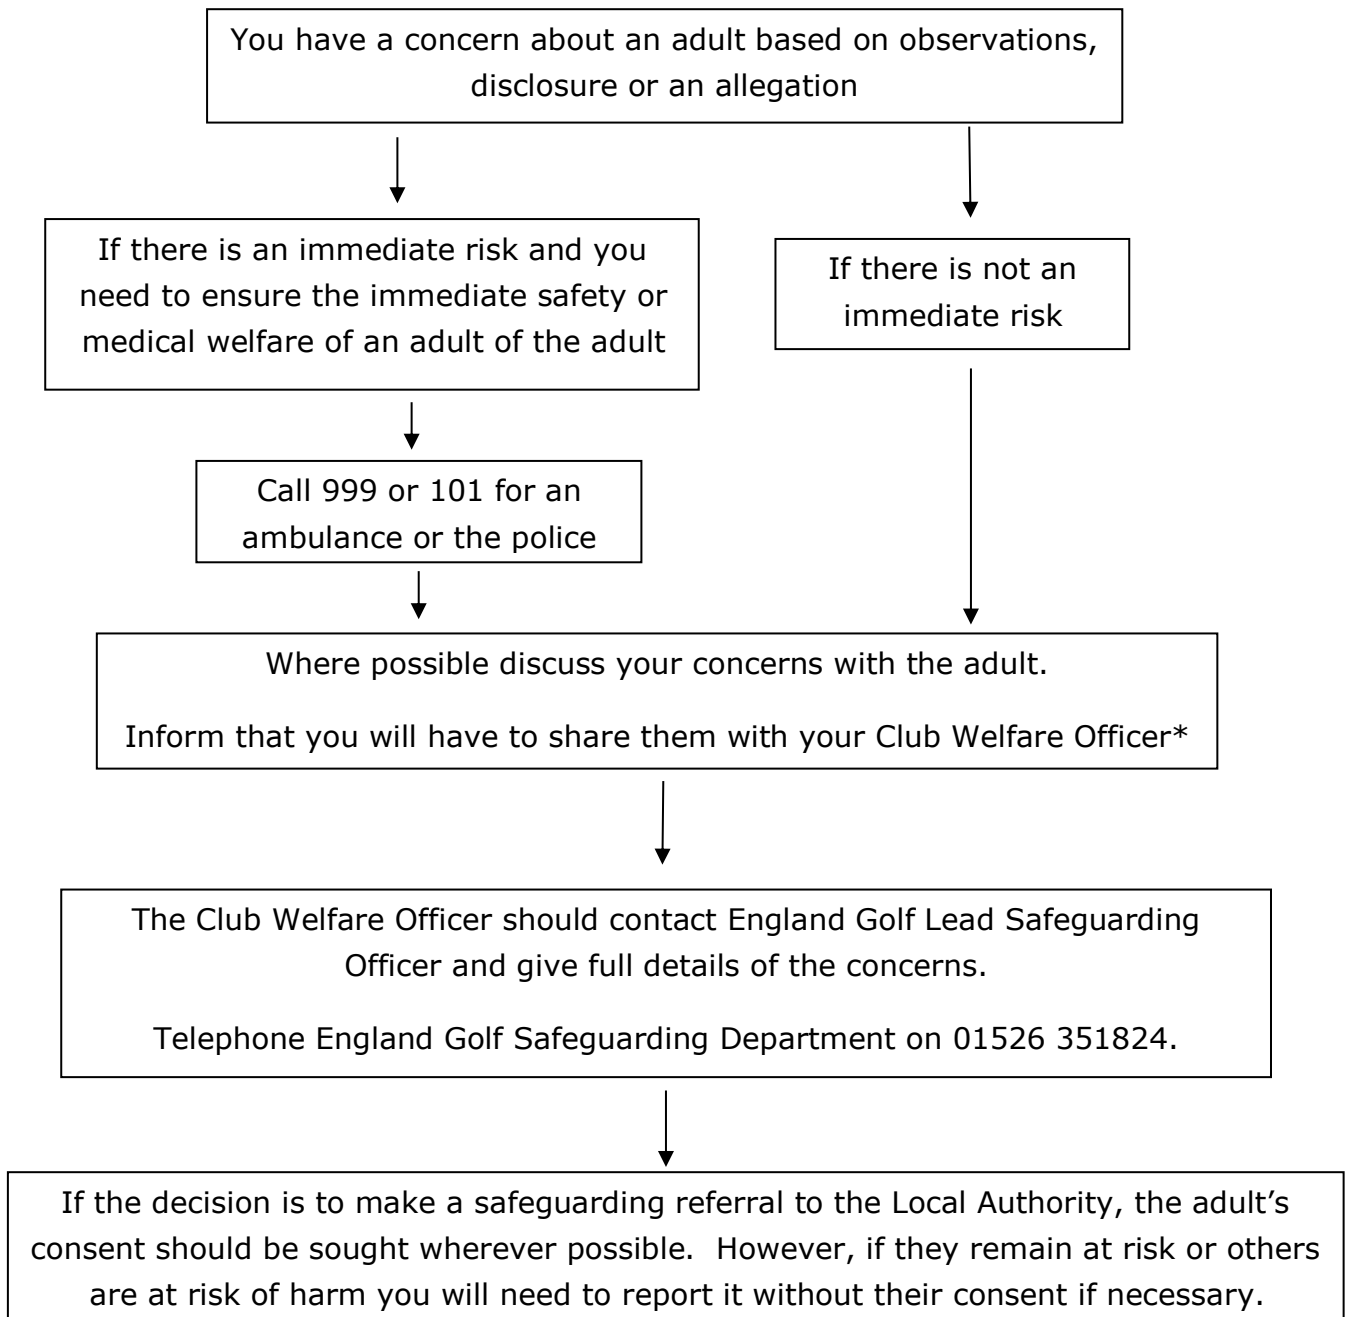 You have a concern about an adult based on observations,
disclosure or an allegation
If there is an immediate risk and you
need to ensure the immediate safety or
medical welfare of an adult of the adult
If there is not an
immediate risk
Call 999 or 101 for an
ambulance or the police
Where possible discuss your concerns with the adult.
Inform that you will have to share them with your Club Welfare Officer*
The Club Welfare Officer should contact England Golf Lead Safeguarding
Officer and give full details of the concerns.
Telephone England Golf Safeguarding Department on 01526 351824.
If the decision is to make a safeguarding referral to the Local Authority, the adult’s
consent should be sought wherever possible.  However, if they remain at risk or others
are at risk of harm you will need to report it without their consent if necessary.